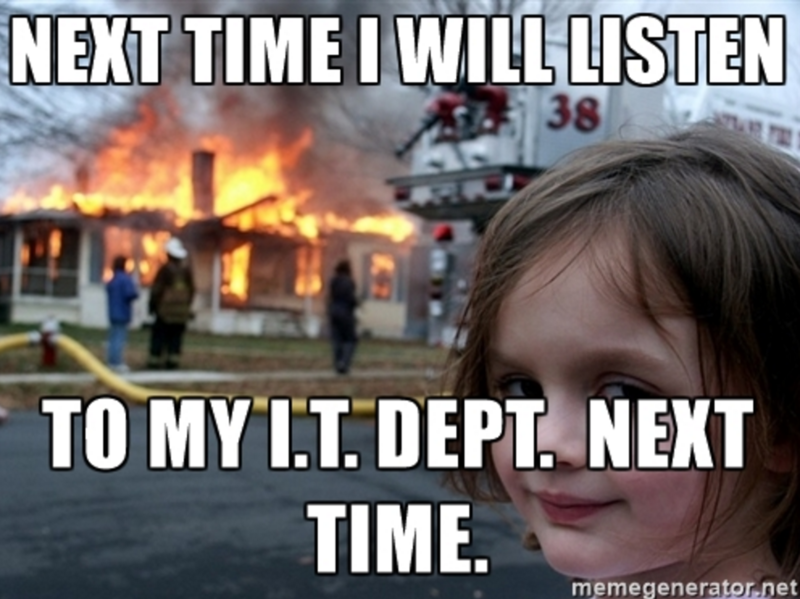 NEXT TIME I WILL LISTEN
38
TO MY I.T. DEPT. NEXT
TIME.
memegenerator.net